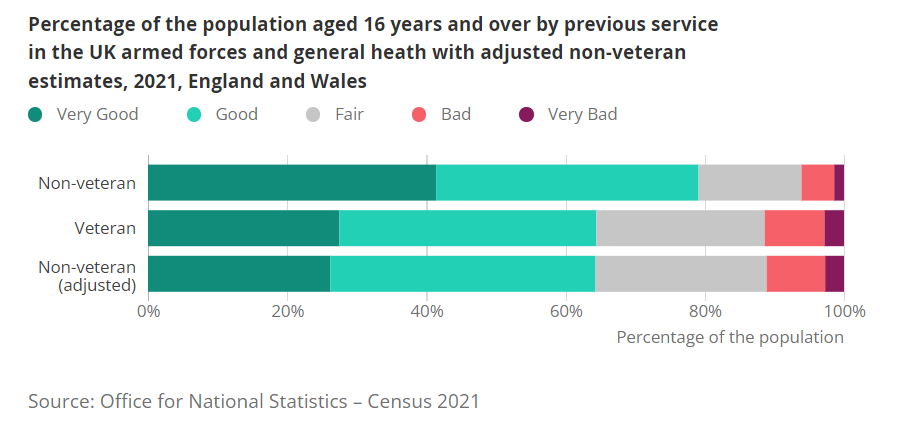 Percentage of the population aged 16 years and over by previous service
in the UK armed forces and general heath with adjusted non-veteran
estimates, 2021, England and Wales
Very Good Good Fair Bad Very Bad
Non-veteran
Veteran
Non-veteran
(adjusted)
0% 20% 40% 60% 80% 100%
Percentage of the population
Source: Office for National Statistics – Census 2021